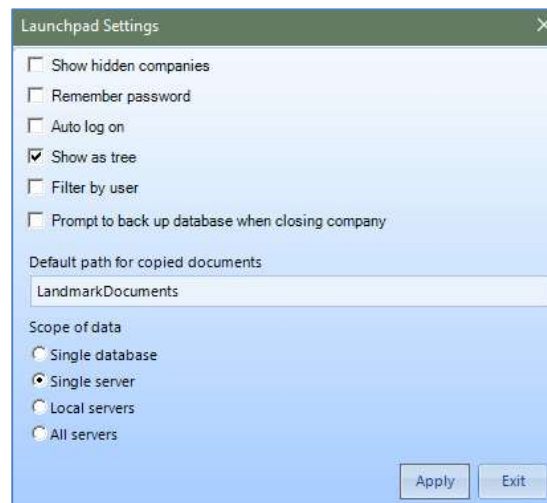 Launchpad Settings
Show hidden companies
Remember password
Auto log on
Show as tree
Filter by user
Prompt to back up database when closing company
Default path for copied documents
LandmarkDocuments
Scope of data
Single database
Single server
Local servers
All servers
Apply Exit